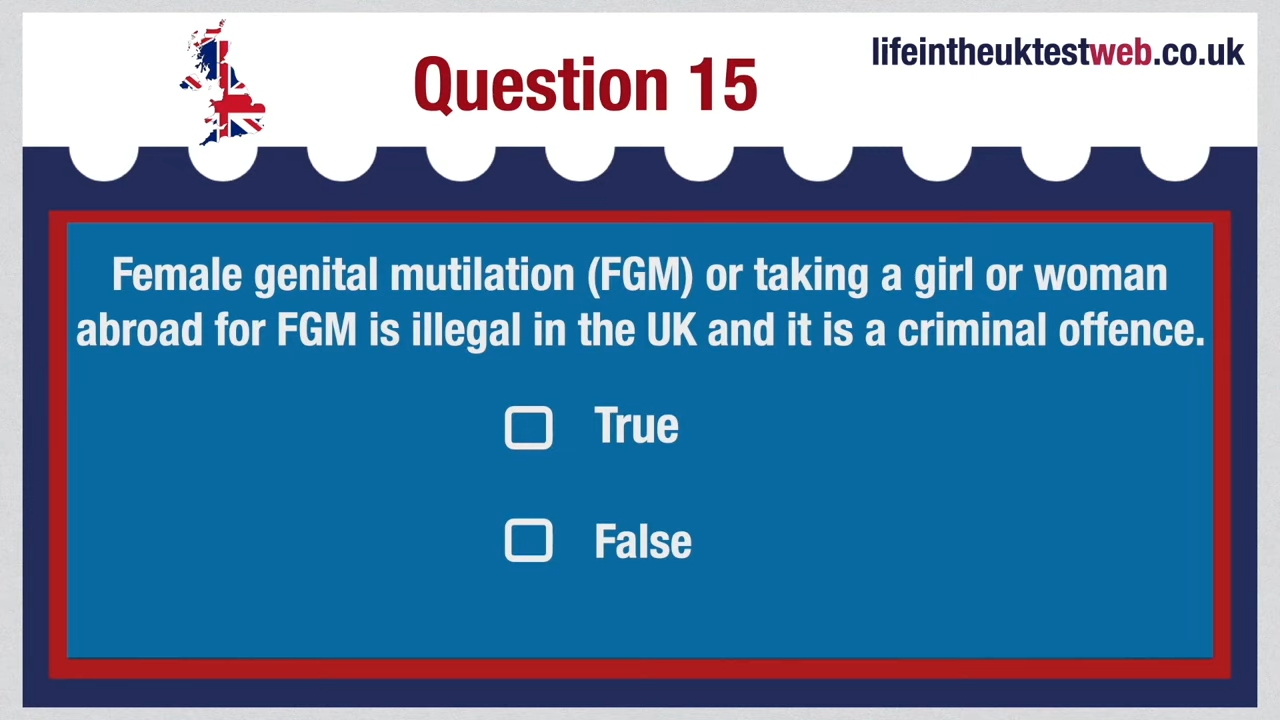 lifeintheuktestweb.co.uk
Question 15
Female genital mutilation (FGM) or taking a girl or woman
abroad for FGM is illegal in the UK and it is a criminal offence.
True
False